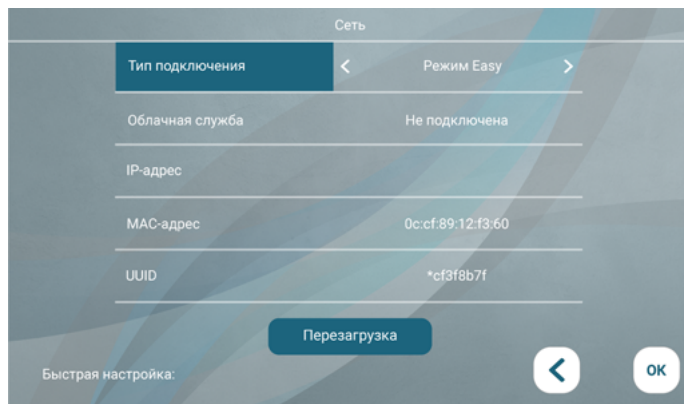 Сеть
Тип подключения Режим Easy
Облачная служба Не подключена
IP-адрес
MAC-адрес 0c:cf:89:12:f3:60
UUID *cf3f8b7f
Перезагрузка
Быстрая настройка:
ОК